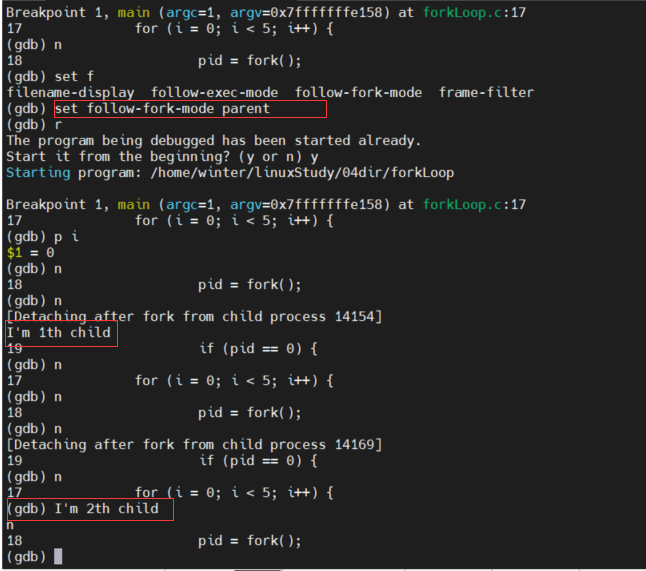 Breakpoint 1, main (argc=1, argv=0x7fffffffe158) at forkLoop.c:17
17 for (i = 0; i < 5; i++) {
(gdb) n
18 pid = fork();
(gdb) set f
filename-display follow-exec-mode follow-fork-mode frame-filter
(gdb) set follow-fork-mode parent
(gdb) r
The program being debugged has been started already.
Start it from the beginning? (y or n) y
Starting program: /home/winter/linuxStudy/04dir/forkLoop
Breakpoint 1, main (argc=1, argv=0x7fffffffe158) at forkLoop.c:17
17 for (i = 0; i < 5; i++) {
(gdb) p i
$1 = 0
(gdb) n
18 pid = fork();
(gdb) n
[Detaching after fork from child process 14154]
I'm 1th child
19 if (pid == 0) {
(gdb) n
17 for (i = 0; i < 5; i++) {
(gdb) n
18 pid = fork();
(gdb) n
[Detaching after fork from child process 14169]
19 if (pid == 0) {
(gdb) n
17 for (i = 0; i < 5; i++) {
(gdb) I'm 2th child
n
18 pid = fork();
(gdb)